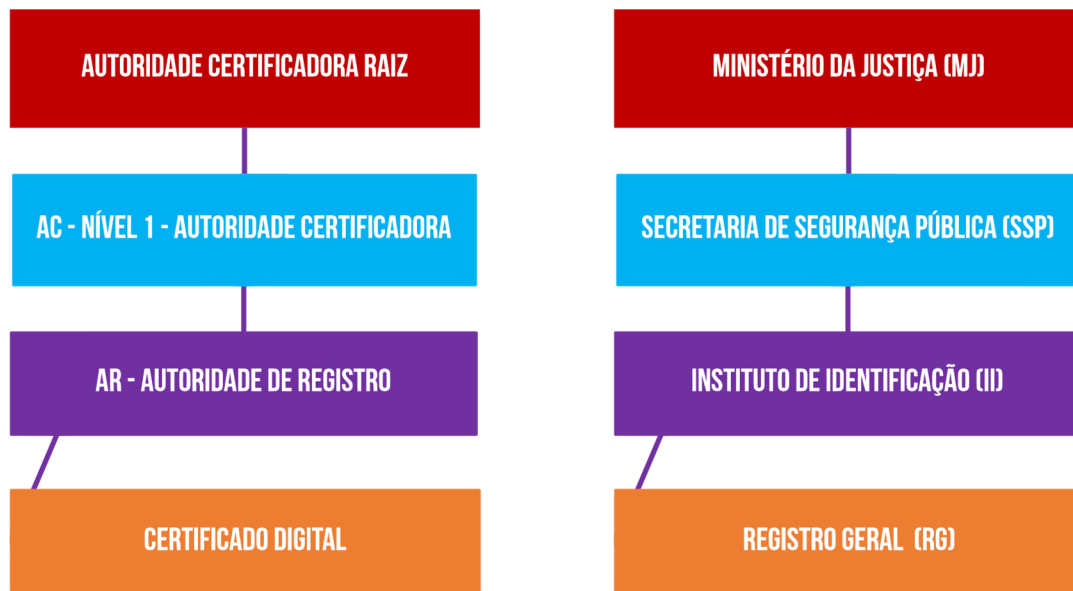 AUTORIDADE CERTIFICADORA RAIZ
AC - NÍVEL 1 - AUTORIDADE CERTIFICADORA
AR - AUTORIDADE DE REGISTRO
CERTIFICADO DIGITAL
MINISTÉRIO DA JUSTIÇA (MJ)
SECRETARIA DE SEGURANÇA PÚBLICA (SSP)
INSTITUTO DE IDENTIFICAÇÃO (II)
REGISTRO GERAL (RG)